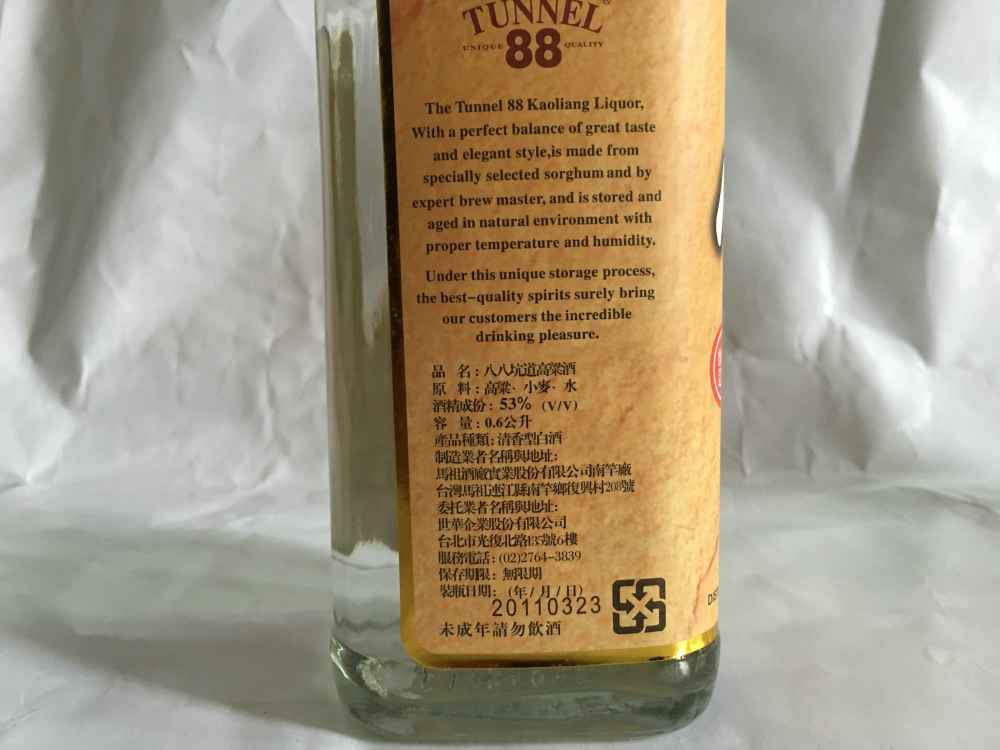 TUNNEL
UNIQUE 88 QUALITY
The Tunnel 88 Kaoliang Liquor,
With a perfect balance of great taste
and elegant style,is made from
specially selected sorghum and by
expert brew master, and is stored and
aged in natural environment with
proper temperature and humidity.
Under this unique storage process,
the best-quality spirits surely bring
our customers the incredible
drinking pleasure.
品 名:八八坑道高粱酒
原 料:高粱、小麥、水
酒精成份:53% (V/V)
容 量:0.6公升
產品種類:清香型白酒
制造業者名稱與地址:
馬祖酒廠實業股份有限公司南竿廠
台灣馬祖連江縣南竿鄉復興村208號
委托業者名稱與地址:
世華企業股份有限公司
台北市光復北路135號6樓
服務電話:(02)2764-3839
保存期限:無限期
裝瓶日期:(年/月/日)
20110323
未成年請勿飲酒